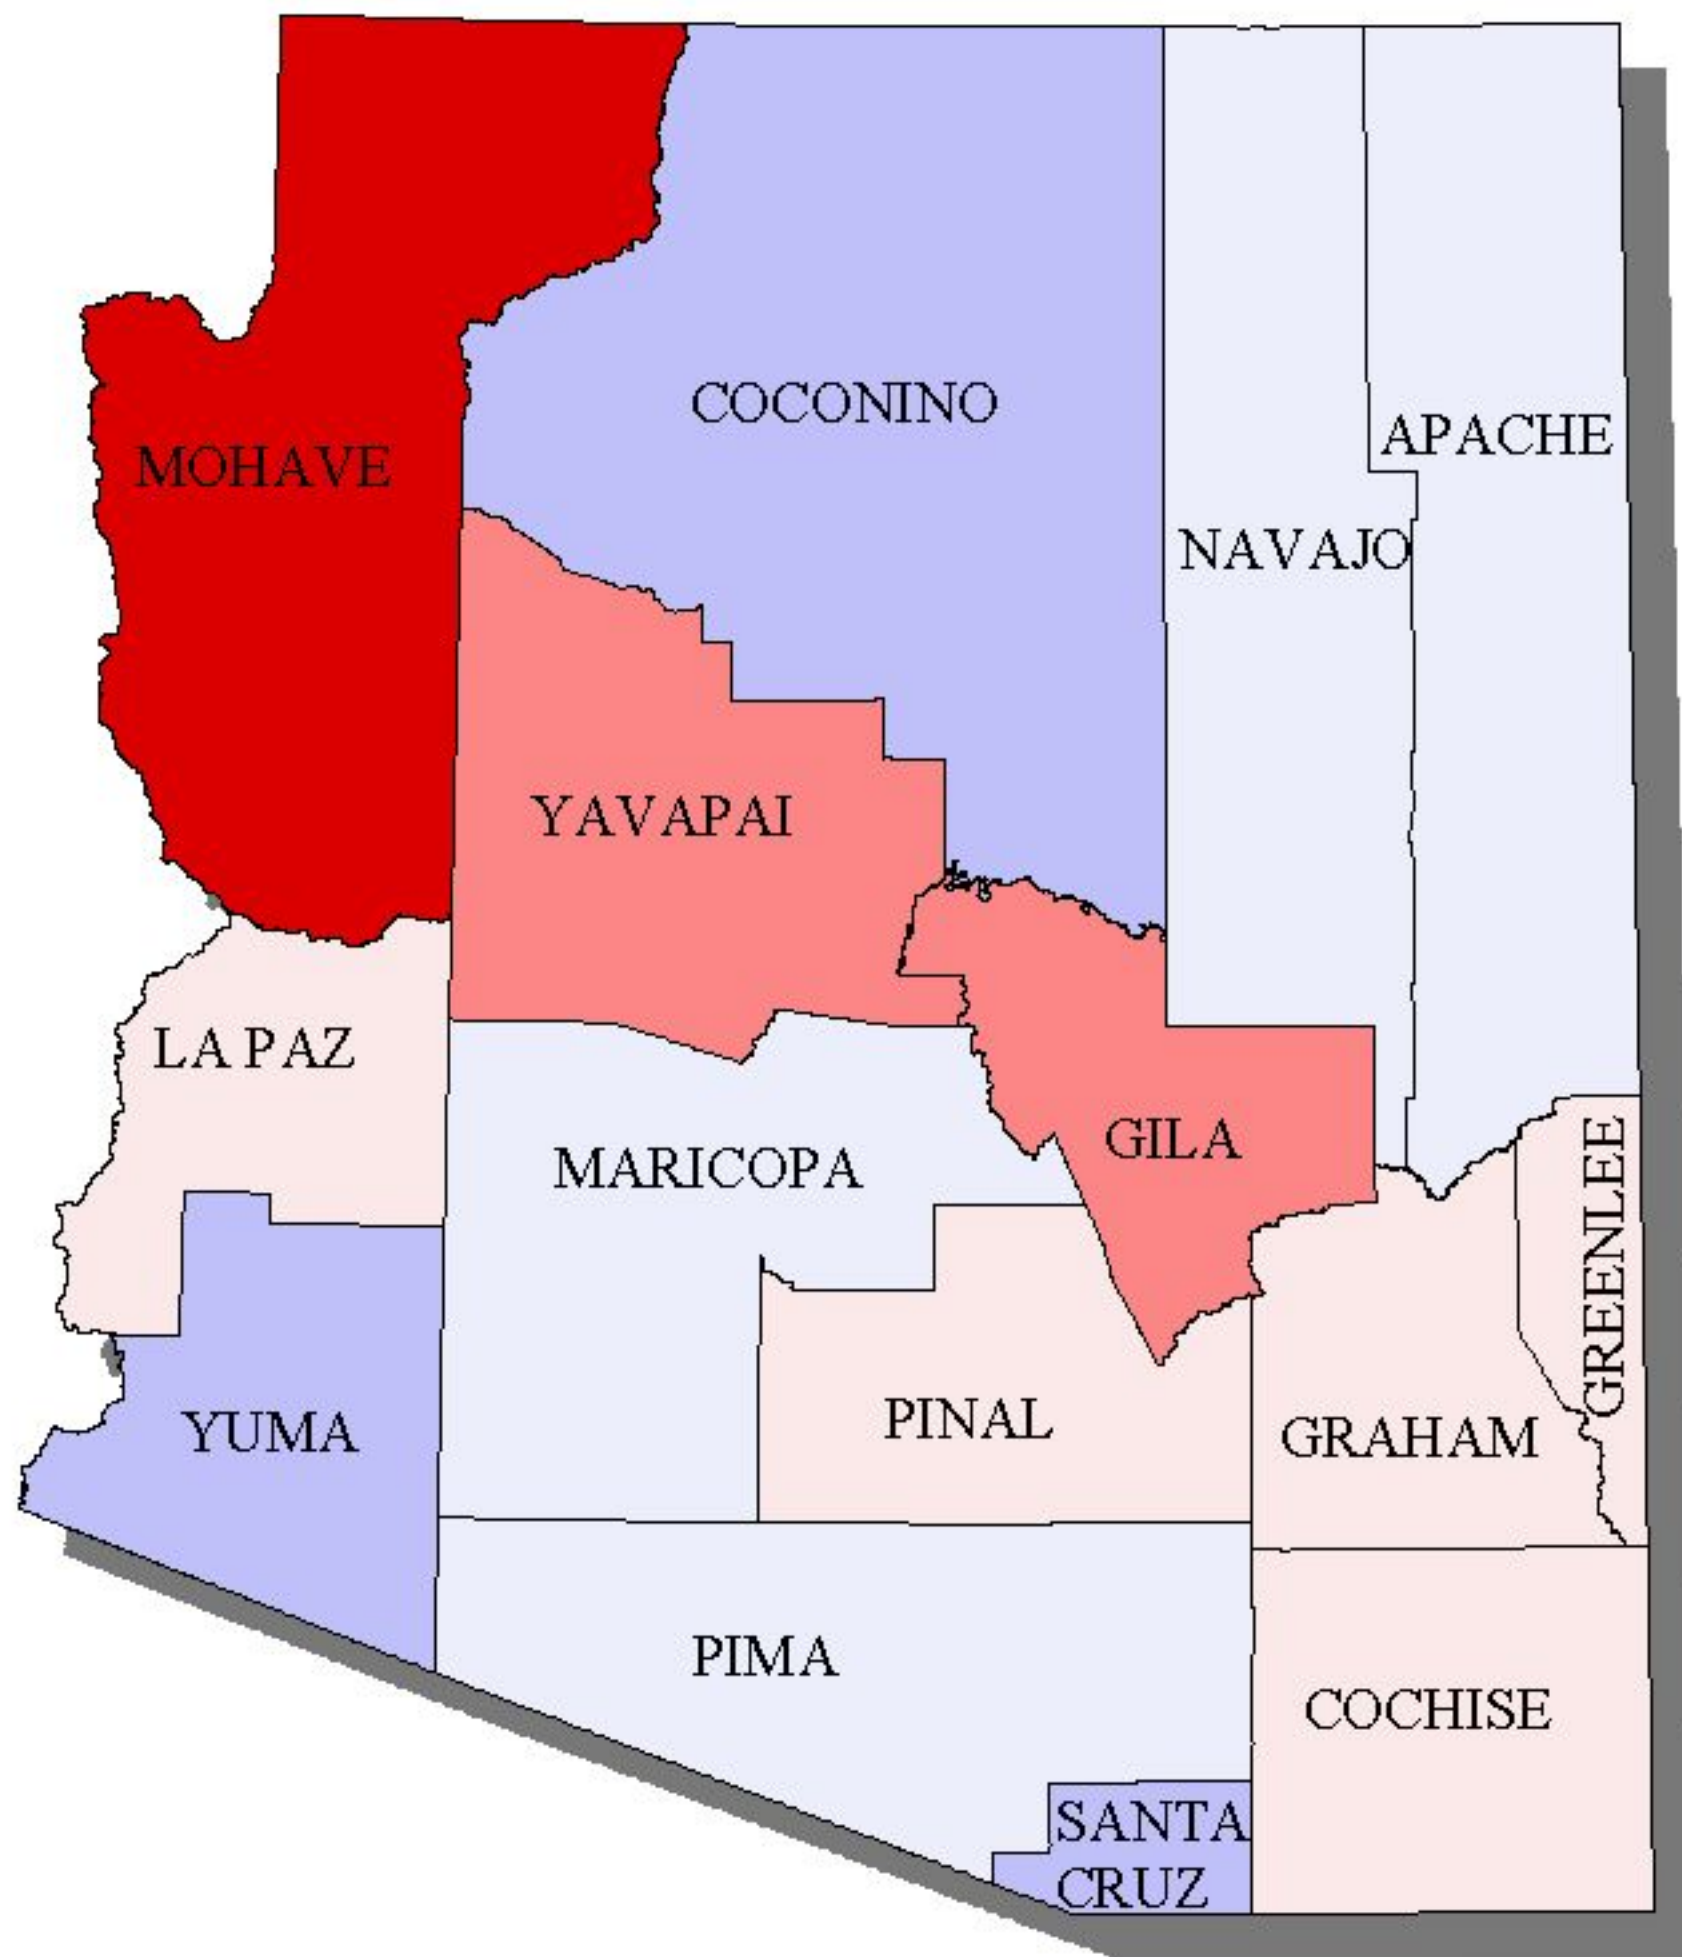 COCONINO
APACHE
MOHAVE
NAVAJO
YAVAPAI
LA PAZ
GILA
MARICOPA
GREENLEE
PINAL
YUMA
GRAHAM
PIMA
COCHISE
SANTA
CRUZ